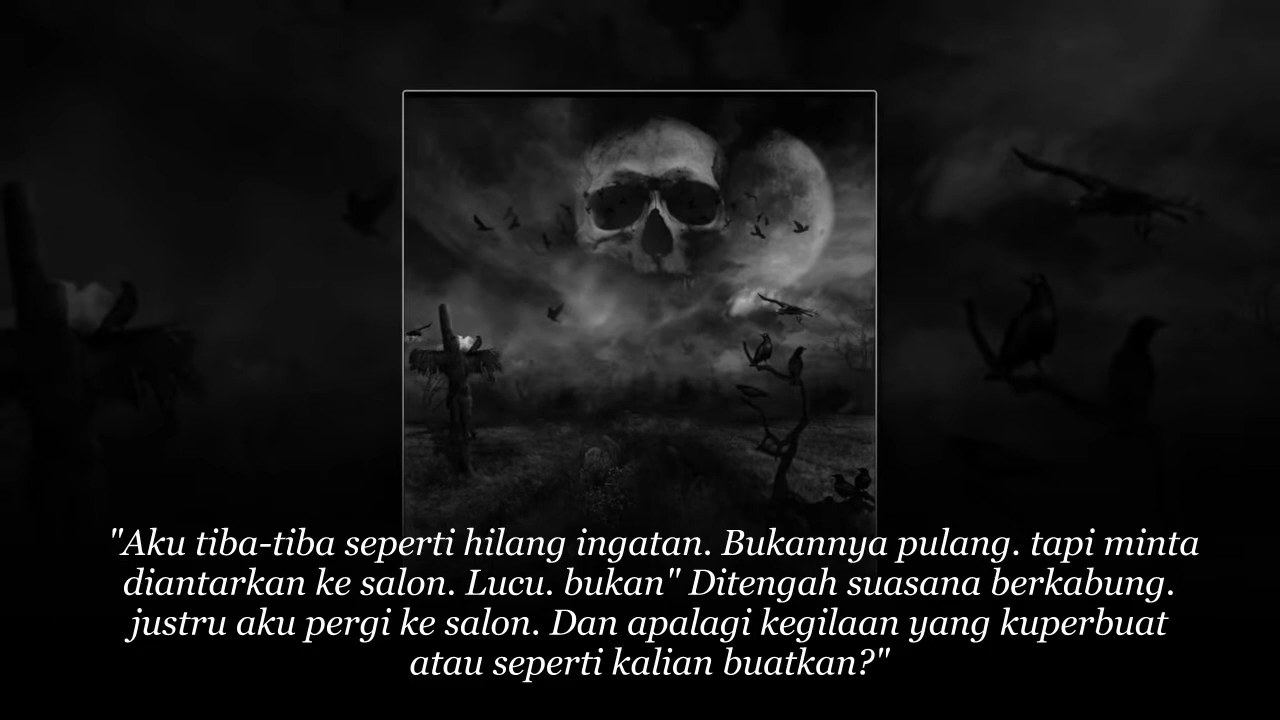 "Aku tiba-tiba seperti hilang ingatan. Bukannya pulang. tapi minta
diantarkan ke salon. Lucu. bukan" Ditengah suasana berkabung.
justru aku pergi ke salon. Dan apalagi kegilaan yang kuperbuat
atau seperti kalian buatkan?"